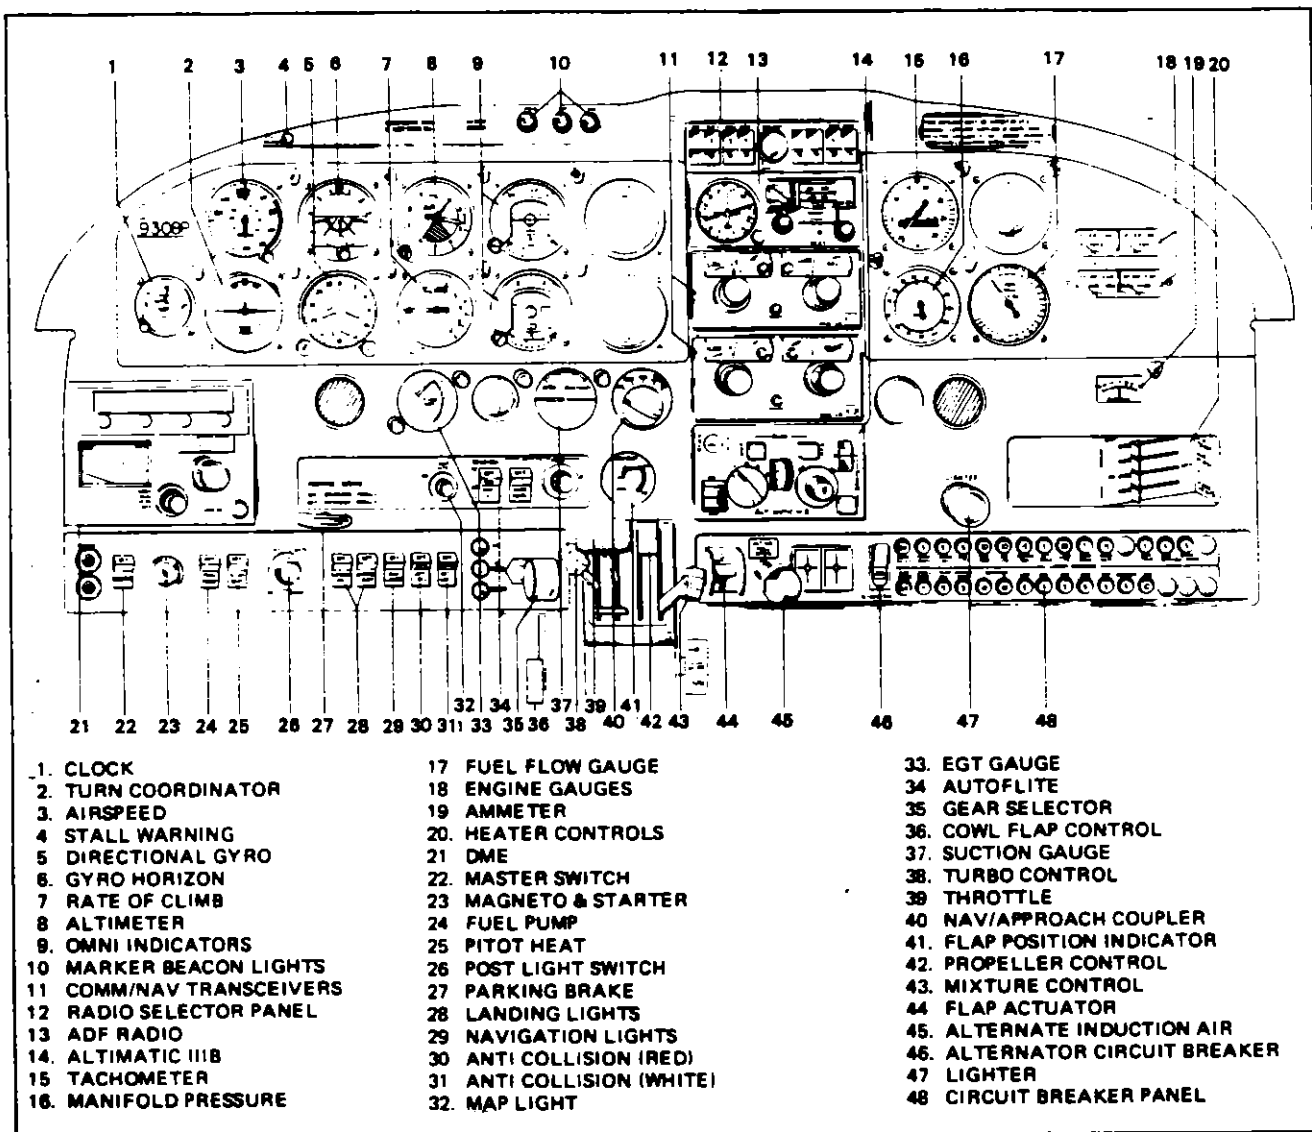 1 2 3 4 5 6 7 8 9 10 11 12 13 14 15 16 17 18 19 20
9308P
21 22 23 24 25 26 27 28 29 30 31 32 33 34 35 36 37 38 39 40 41 42 43 44 45 46 47 48
1. CLOCK
2. TURN COORDINATOR
3. AIRSPEED
4 STALL WARNING
5 DIRECTIONAL GYRO
6. GYRO HORIZON
7 RATE OF CLIMB
8 ALTIMETER
9. OMNI INDICATORS
10 MARKER BEACON LIGHTS
11 COMM/NAV TRANSCEIVERS
12 RADIO SELECTOR PANEL
13 ADF RADIO
14. ALTIMATIC IIIB
15 TACHOMETER
16. MANIFOLD PRESSURE
17 FUEL FLOW GAUGE
18 ENGINE GAUGES
19 AMMETER
20. HEATER CONTROLS
21 DME
22. MASTER SWITCH
23 MAGNETO & STARTER
24 FUEL PUMP
25 PITOT HEAT
26 POST LIGHT SWITCH
27 PARKING BRAKE
28 LANDING LIGHTS
29 NAVIGATION LIGHTS
30 ANTI COLLISION (RED)
31 ANTI COLLISION (WHITE)
32. MAP LIGHT
33. EGT GAUGE
34 AUTOFLITE
35 GEAR SELECTOR
36. COWL FLAP CONTROL
37. SUCTION GAUGE
38. TURBO CONTROL
39 THROTTLE
40 NAV/APPROACH COUPLER
41. FLAP POSITION INDICATOR
42. PROPELLER CONTROL
43. MIXTURE CONTROL
44 FLAP ACTUATOR
45. ALTERNATE INDUCTION AIR
46. ALTERNATOR CIRCUIT BREAKER
47 LIGHTER
48 CIRCUIT BREAKER PANEL